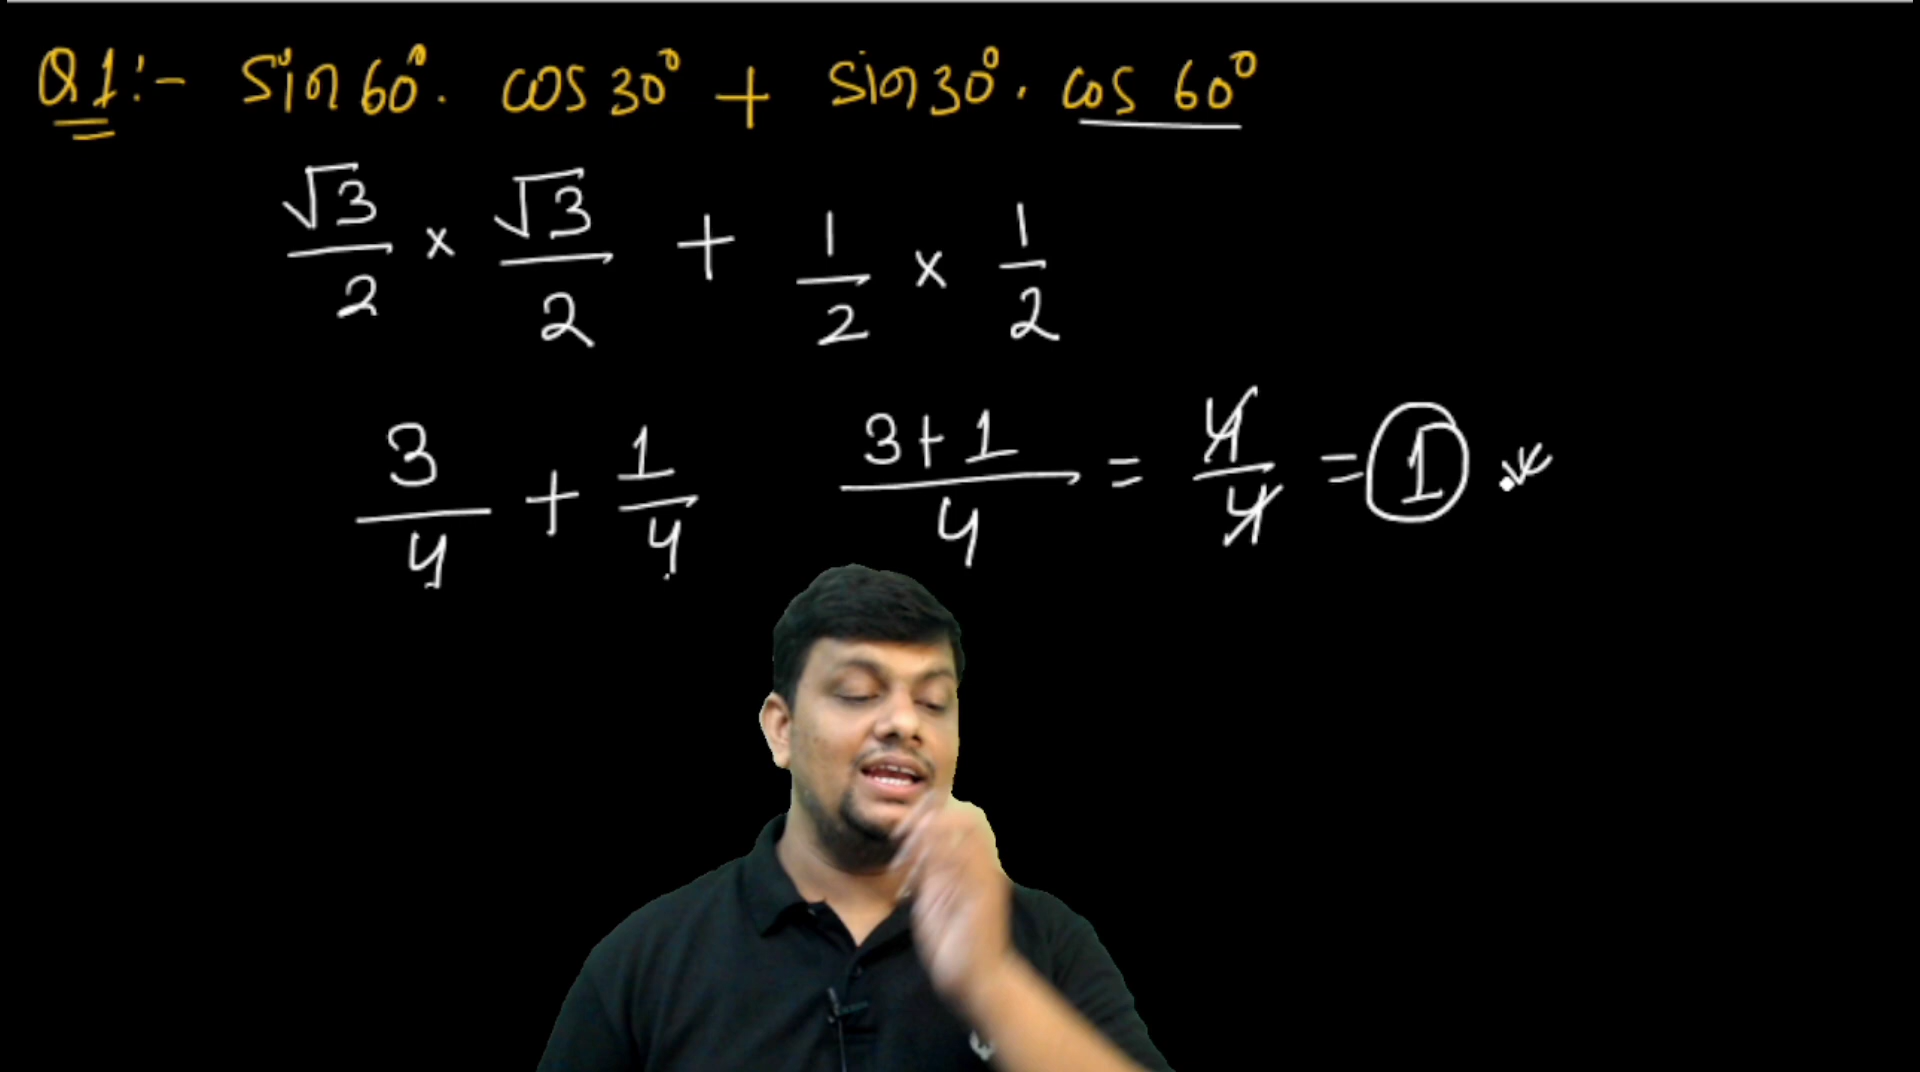 Q1:- Sin 60°. cos 30° + Sin 30°. cos 60°
√3/2 × √3/2 + 1/2 × 1/2
3/4 + 1/4 3+1/4 = 4/4 = 1